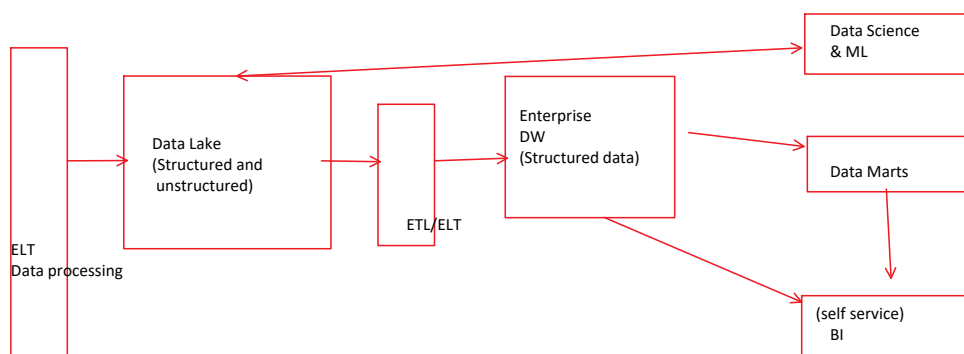 Data Science
& ML
Data Lake
(Structured and
unstructured)
Enterprise
DW
(Structured data)
Data Marts
ETL/ELT
ELT
Data processing
(self service)
BI